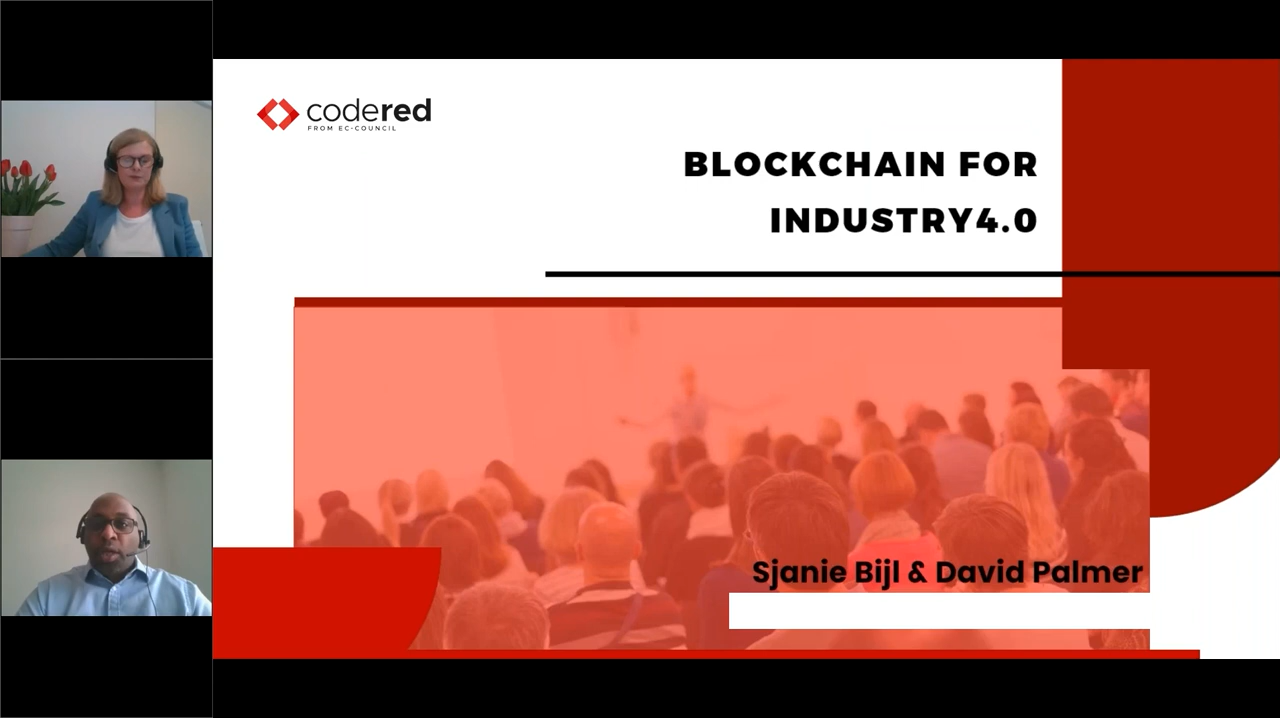 codered
FROM EC-COUNCIL
BLOCKCHAIN FOR
INDUSTRY4.0
Sjanie Bijl & David Palmer